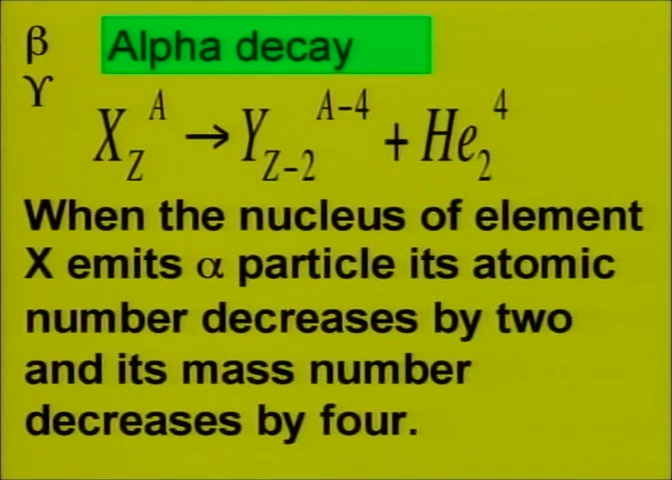 β
Alpha decay
ϒ
X_Z^A → Y_{Z-2}^{A-4} + He_2^4
When the nucleus of element
X emits α particle its atomic
number decreases by two
and its mass number
decreases by four.